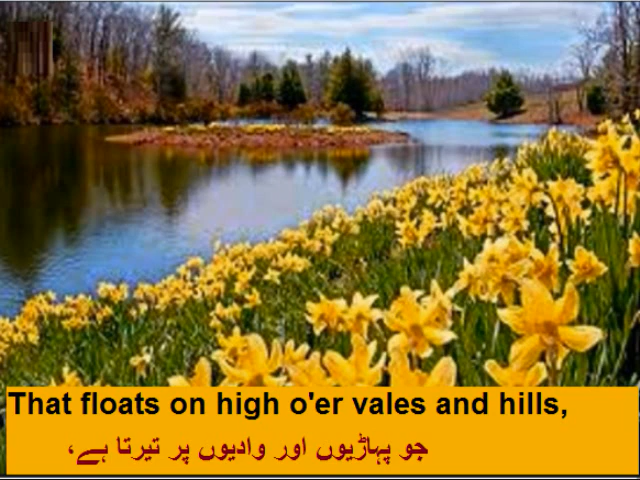 That floats on high o'er vales and hills,
جو پہاڑیوں اور وادیوں پر تیرتا ہے،